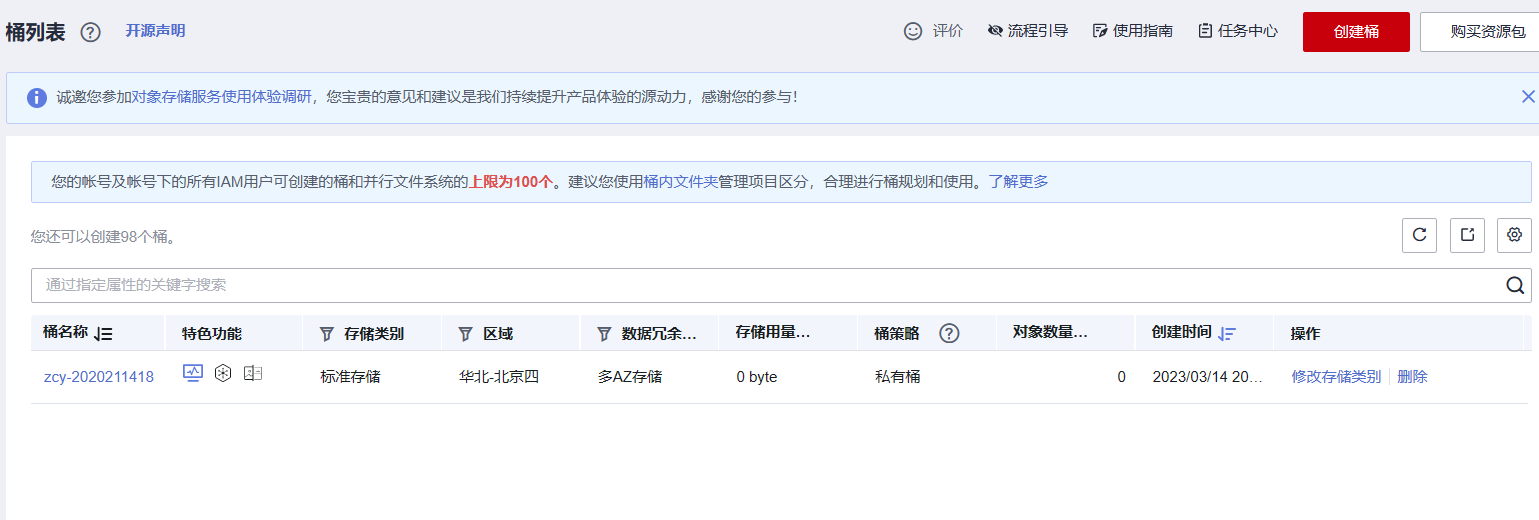 桶列表 ? 开源声明 评价 流程引导 使用指南 任务中心 创建桶 购买资源包
诚邀您参加对象存储服务使用体验调研，您宝贵的意见和建议是我们持续提升产品体验的源动力，感谢您的参与！
您的帐号及帐号下的所有IAM用户可创建的桶和并行文件系统的上限为100个。建议您使用桶内文件夹管理项目区分，合理进行桶规划和使用。了解更多
您还可以创建98个桶。
通过指定属性的关键字搜索
桶名称 特色功能 存储类别 区域 数据冗余... 存储用量... 桶策略 ? 对象数量... 创建时间 操作
zcy-2020211418 标准存储 华北-北京四 多AZ存储 0 byte 私有桶 0 2023/03/14 20... 修改存储类别 删除